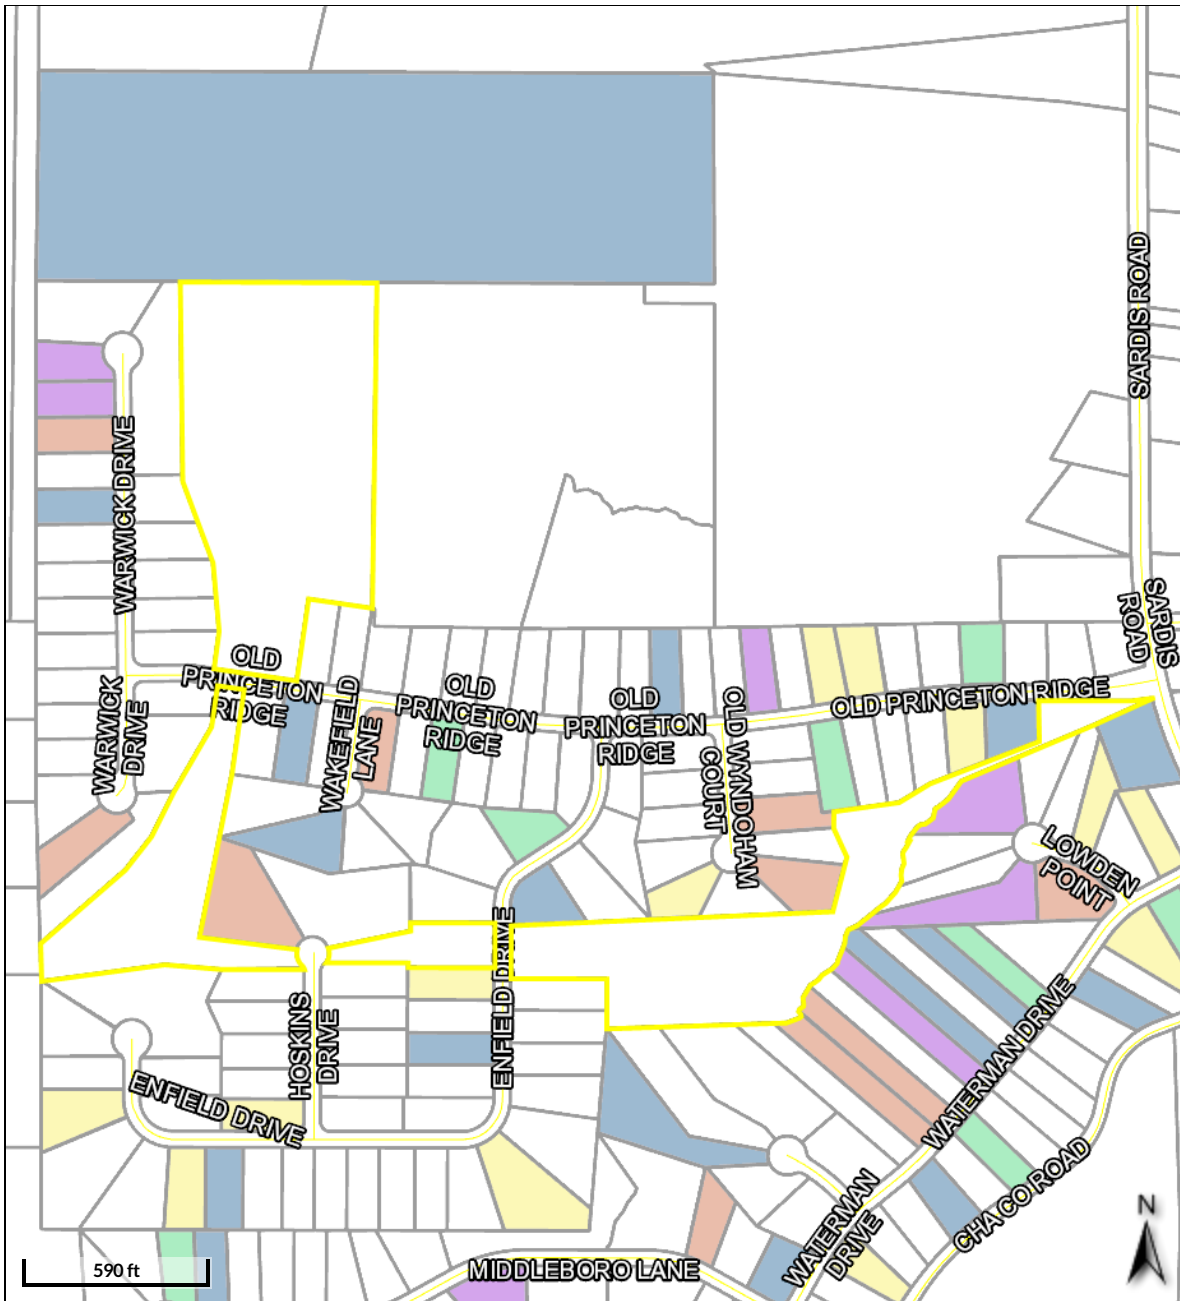 SARDIS ROAD
WARWICK DRIVE
SARDIS
ROAD
OLD
PRINCETON
RIDGE
WARWICK
DRIVE
WAKEFIELD
LANE
OLD
PRINCETON
RIDGE
OLD
PRINCETON
RIDGE
OLD WYNDOHAM
COURT
OLD PRINCETON RIDGE
LOWDEN
POINT
ENFIELD DRIVE
HOSKINS
DRIVE
WATERMAN DRIVE
ENFIELD DRIVE
CHA CO ROAD
WATERMAN
DRIVE
MIDDLEBORO LANE
N
590 ft